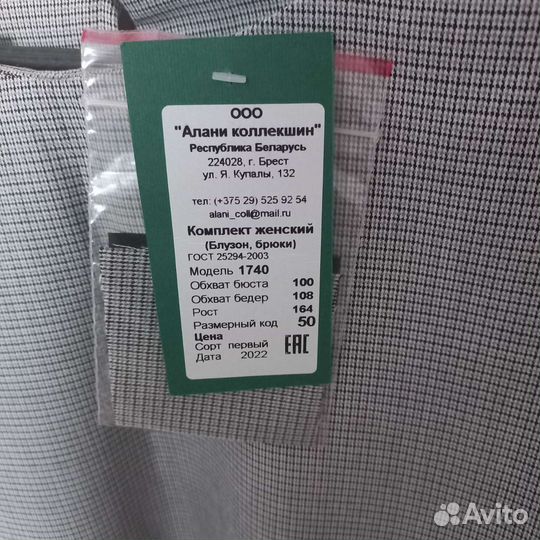 ООО
"Алани коллекшин"
Республика Беларусь
224028, г. Брест
ул. Я. Купалы, 132
тел: (+375 29) 525 92 54
alani_coll@mail.ru
Комплект женский
(Блузон, брюки)
ГОСТ 25294-2003
Модель 1740
Обхват бюста 100
Обхват бедер 108
Рост 164
Размерный код 50
Цена
Сорт первый
Дата 2022
EAC
Avito